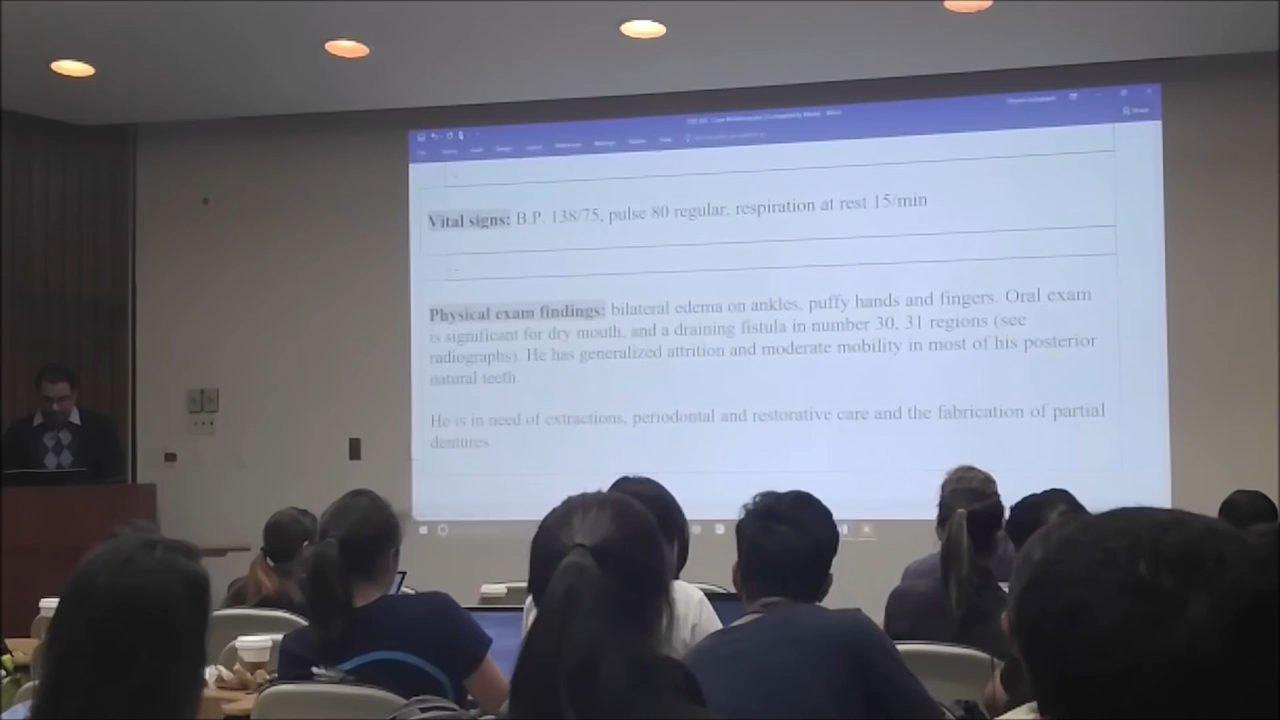 Vital signs: B.P. 138/75, pulse 80 regular, respiration at rest 15/min
Physical exam findings: bilateral edema on ankles, puffy hands and fingers. Oral exam
is significant for dry mouth, and a draining fistula in number 30, 31 regions (see
radiographs). He has generalized attrition and moderate mobility in most of his posterior
natural teeth.
He is in need of extractions, periodontal and restorative care and the fabrication of partial
dentures.